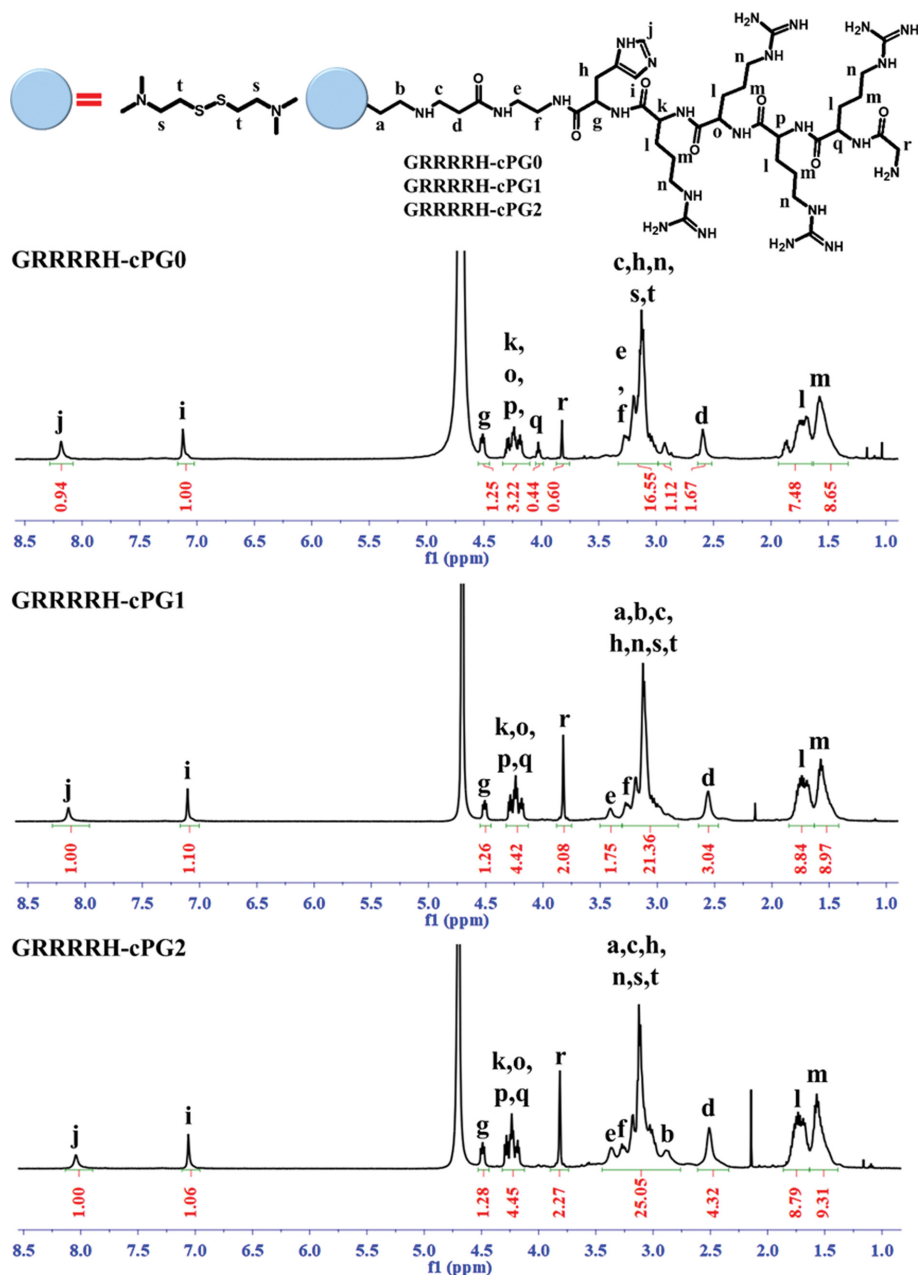 t s j
N S S N
s t
b c e h
a d f g i k l m n o p q r
GRRRRH-cPG0
GRRRRH-cPG1
GRRRRH-cPG2
GRRRRH-cPG0
j i g k, o, p, q r e, f c,h,n, s,t d l m
0.94 1.00 1.25 3.22 0.44 0.60 16.55 1.12 1.67 7.48 8.65
8.5 8.0 7.5 7.0 6.5 6.0 5.5 5.0 4.5 4.0 3.5 3.0 2.5 2.0 1.5 1.0
f1 (ppm)
GRRRRH-cPG1
a,b,c,
h,n,s,t
k,o,
p,q
j i g r e f d l m
1.00 1.10 1.26 4.42 2.08 1.75 21.36 3.04 8.84 8.97
8.5 8.0 7.5 7.0 6.5 6.0 5.5 5.0 4.5 4.0 3.5 3.0 2.5 2.0 1.5 1.0
f1 (ppm)
GRRRRH-cPG2
a,c,h,
n,s,t
k,o,
p,q
j i g r e f b d l m
1.00 1.06 1.28 4.45 2.27 25.05 4.32 8.79 9.31
8.5 8.0 7.5 7.0 6.5 6.0 5.5 5.0 4.5 4.0 3.5 3.0 2.5 2.0 1.5 1.0
f1 (ppm)